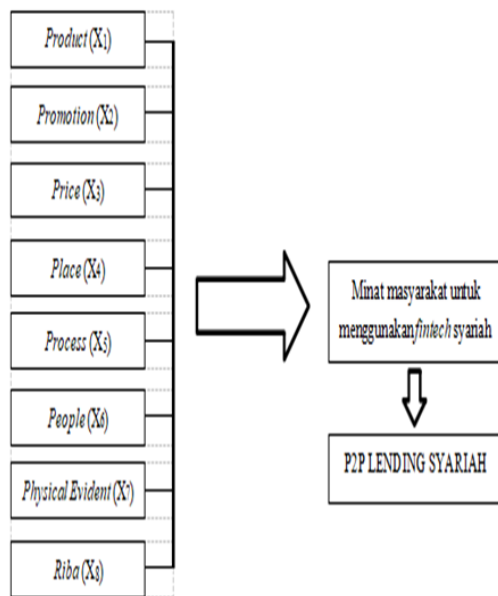 Product (X1)
Promotion (X2)
Price (X3)
Place (X4)
Process (X5)
People (X6)
Physical Evident (X7)
Riba (X8)
Minat masyarakat untuk
menggunakan fintech syariah
P2P LENDING SYARIAH